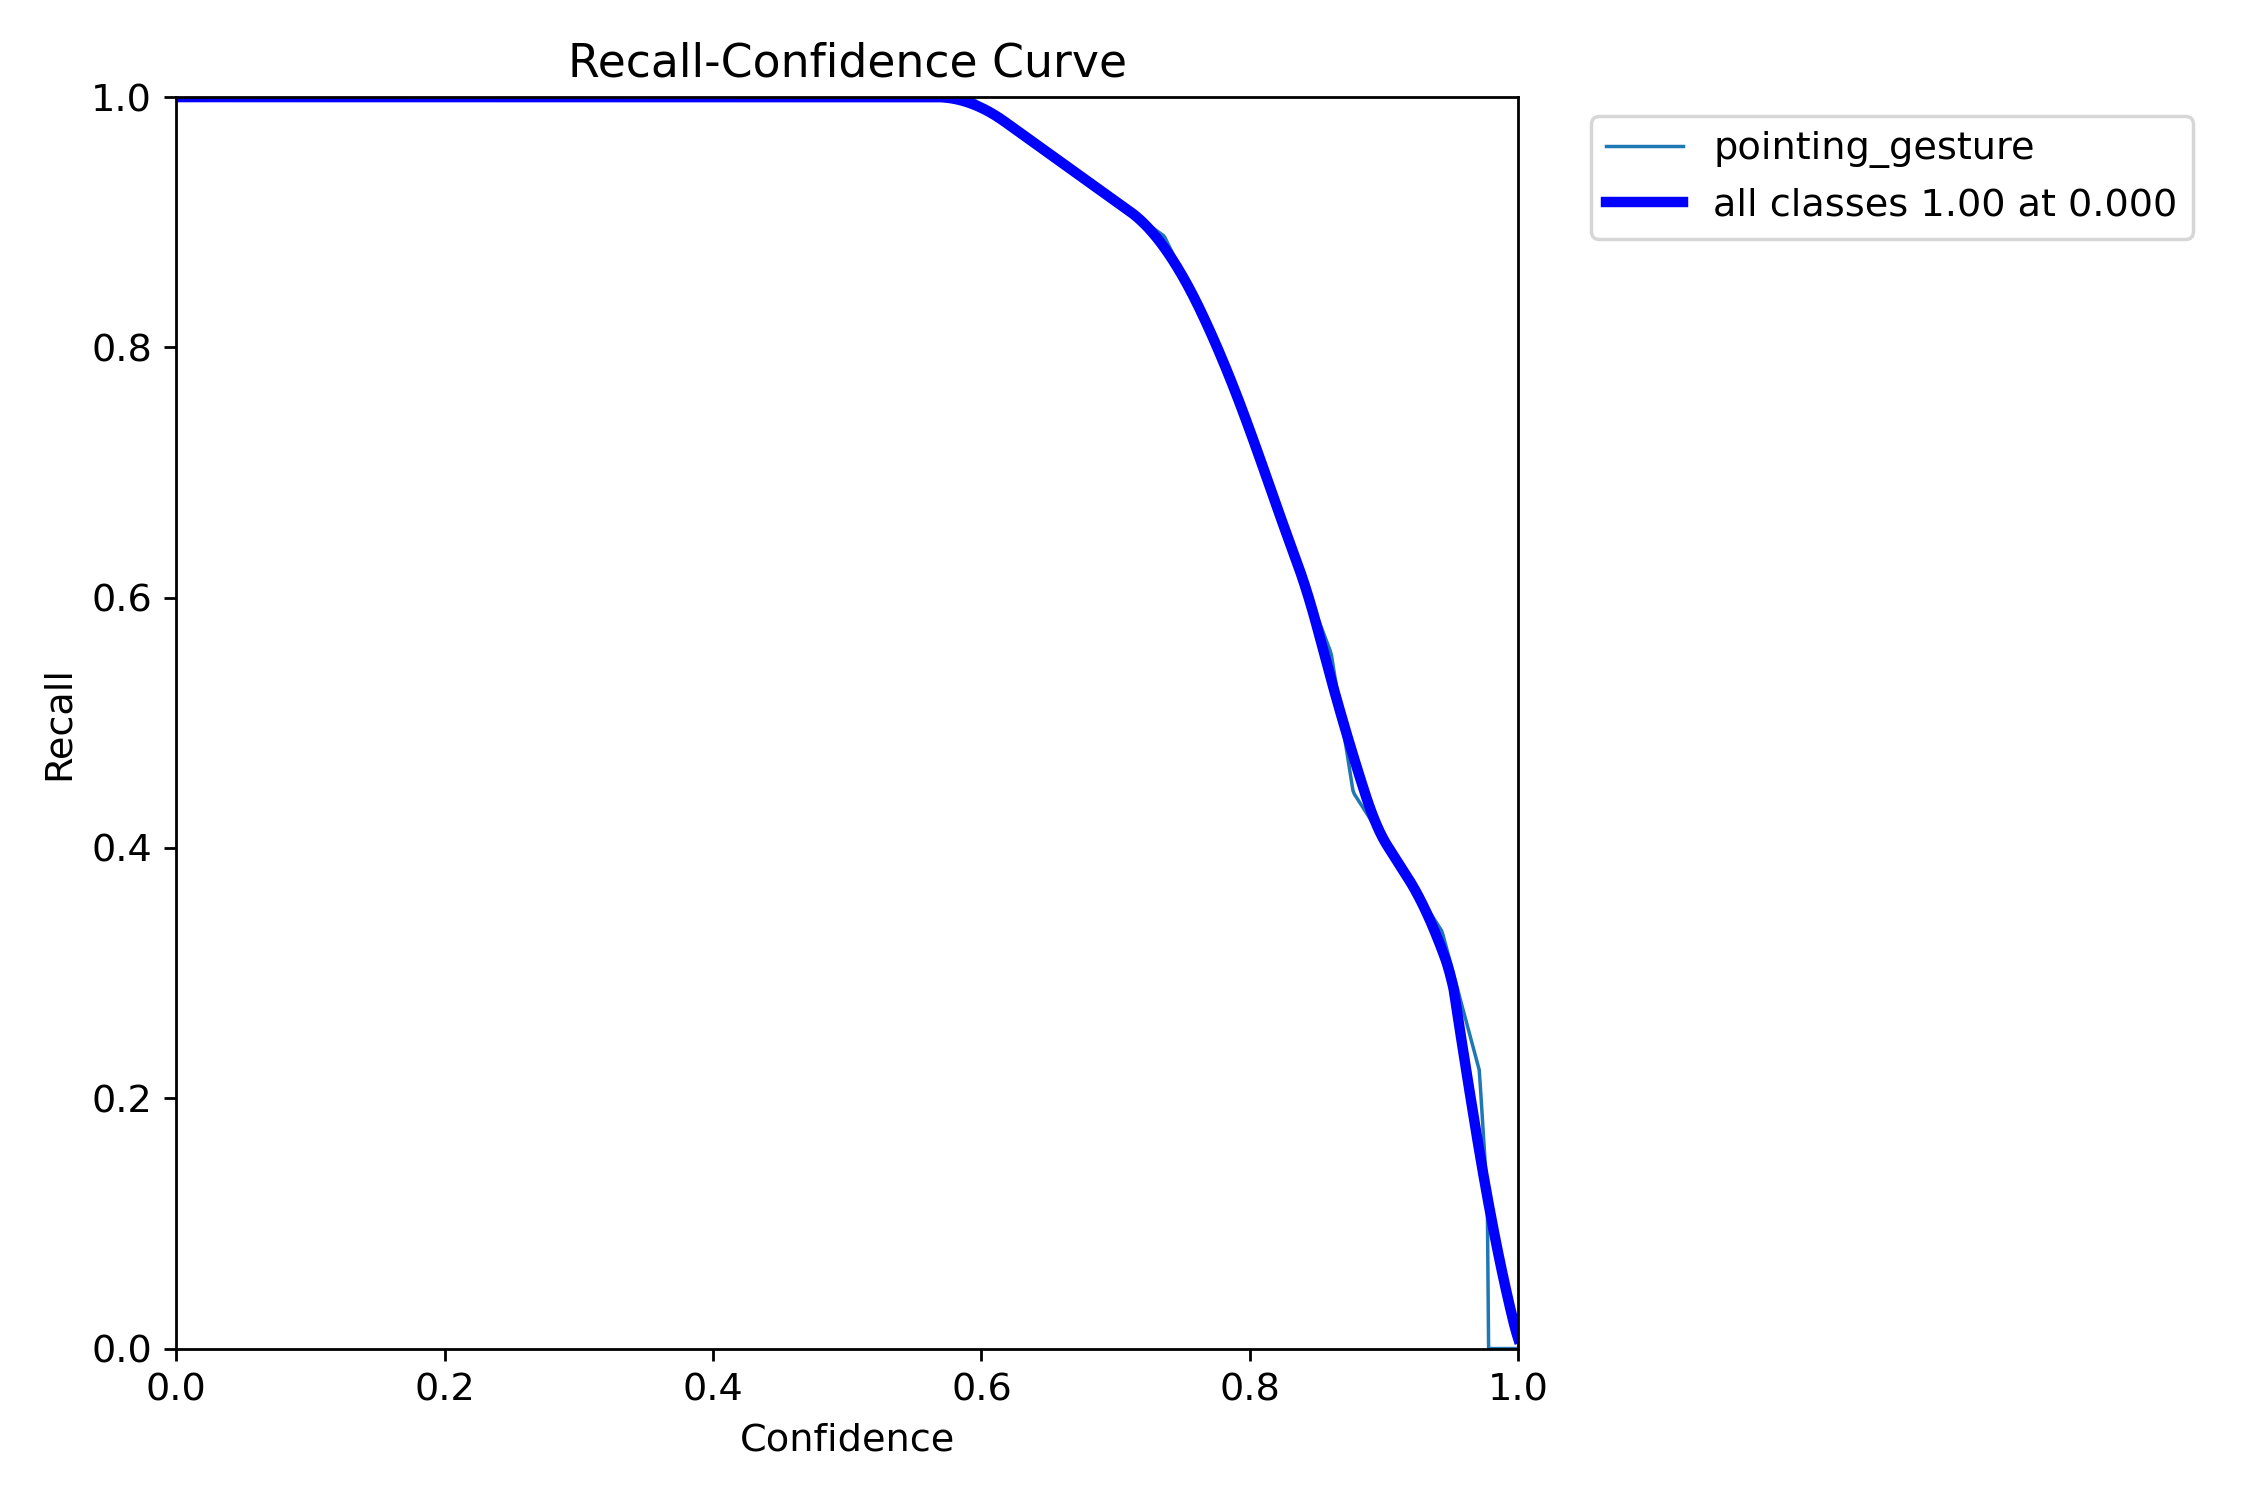 Recall-Confidence Curve
1.0
0.8
0.6
0.4
0.2
0.0
Recall
0.0 0.2 0.4 0.6 0.8 1.0
Confidence
pointing_gesture
all classes 1.00 at 0.000